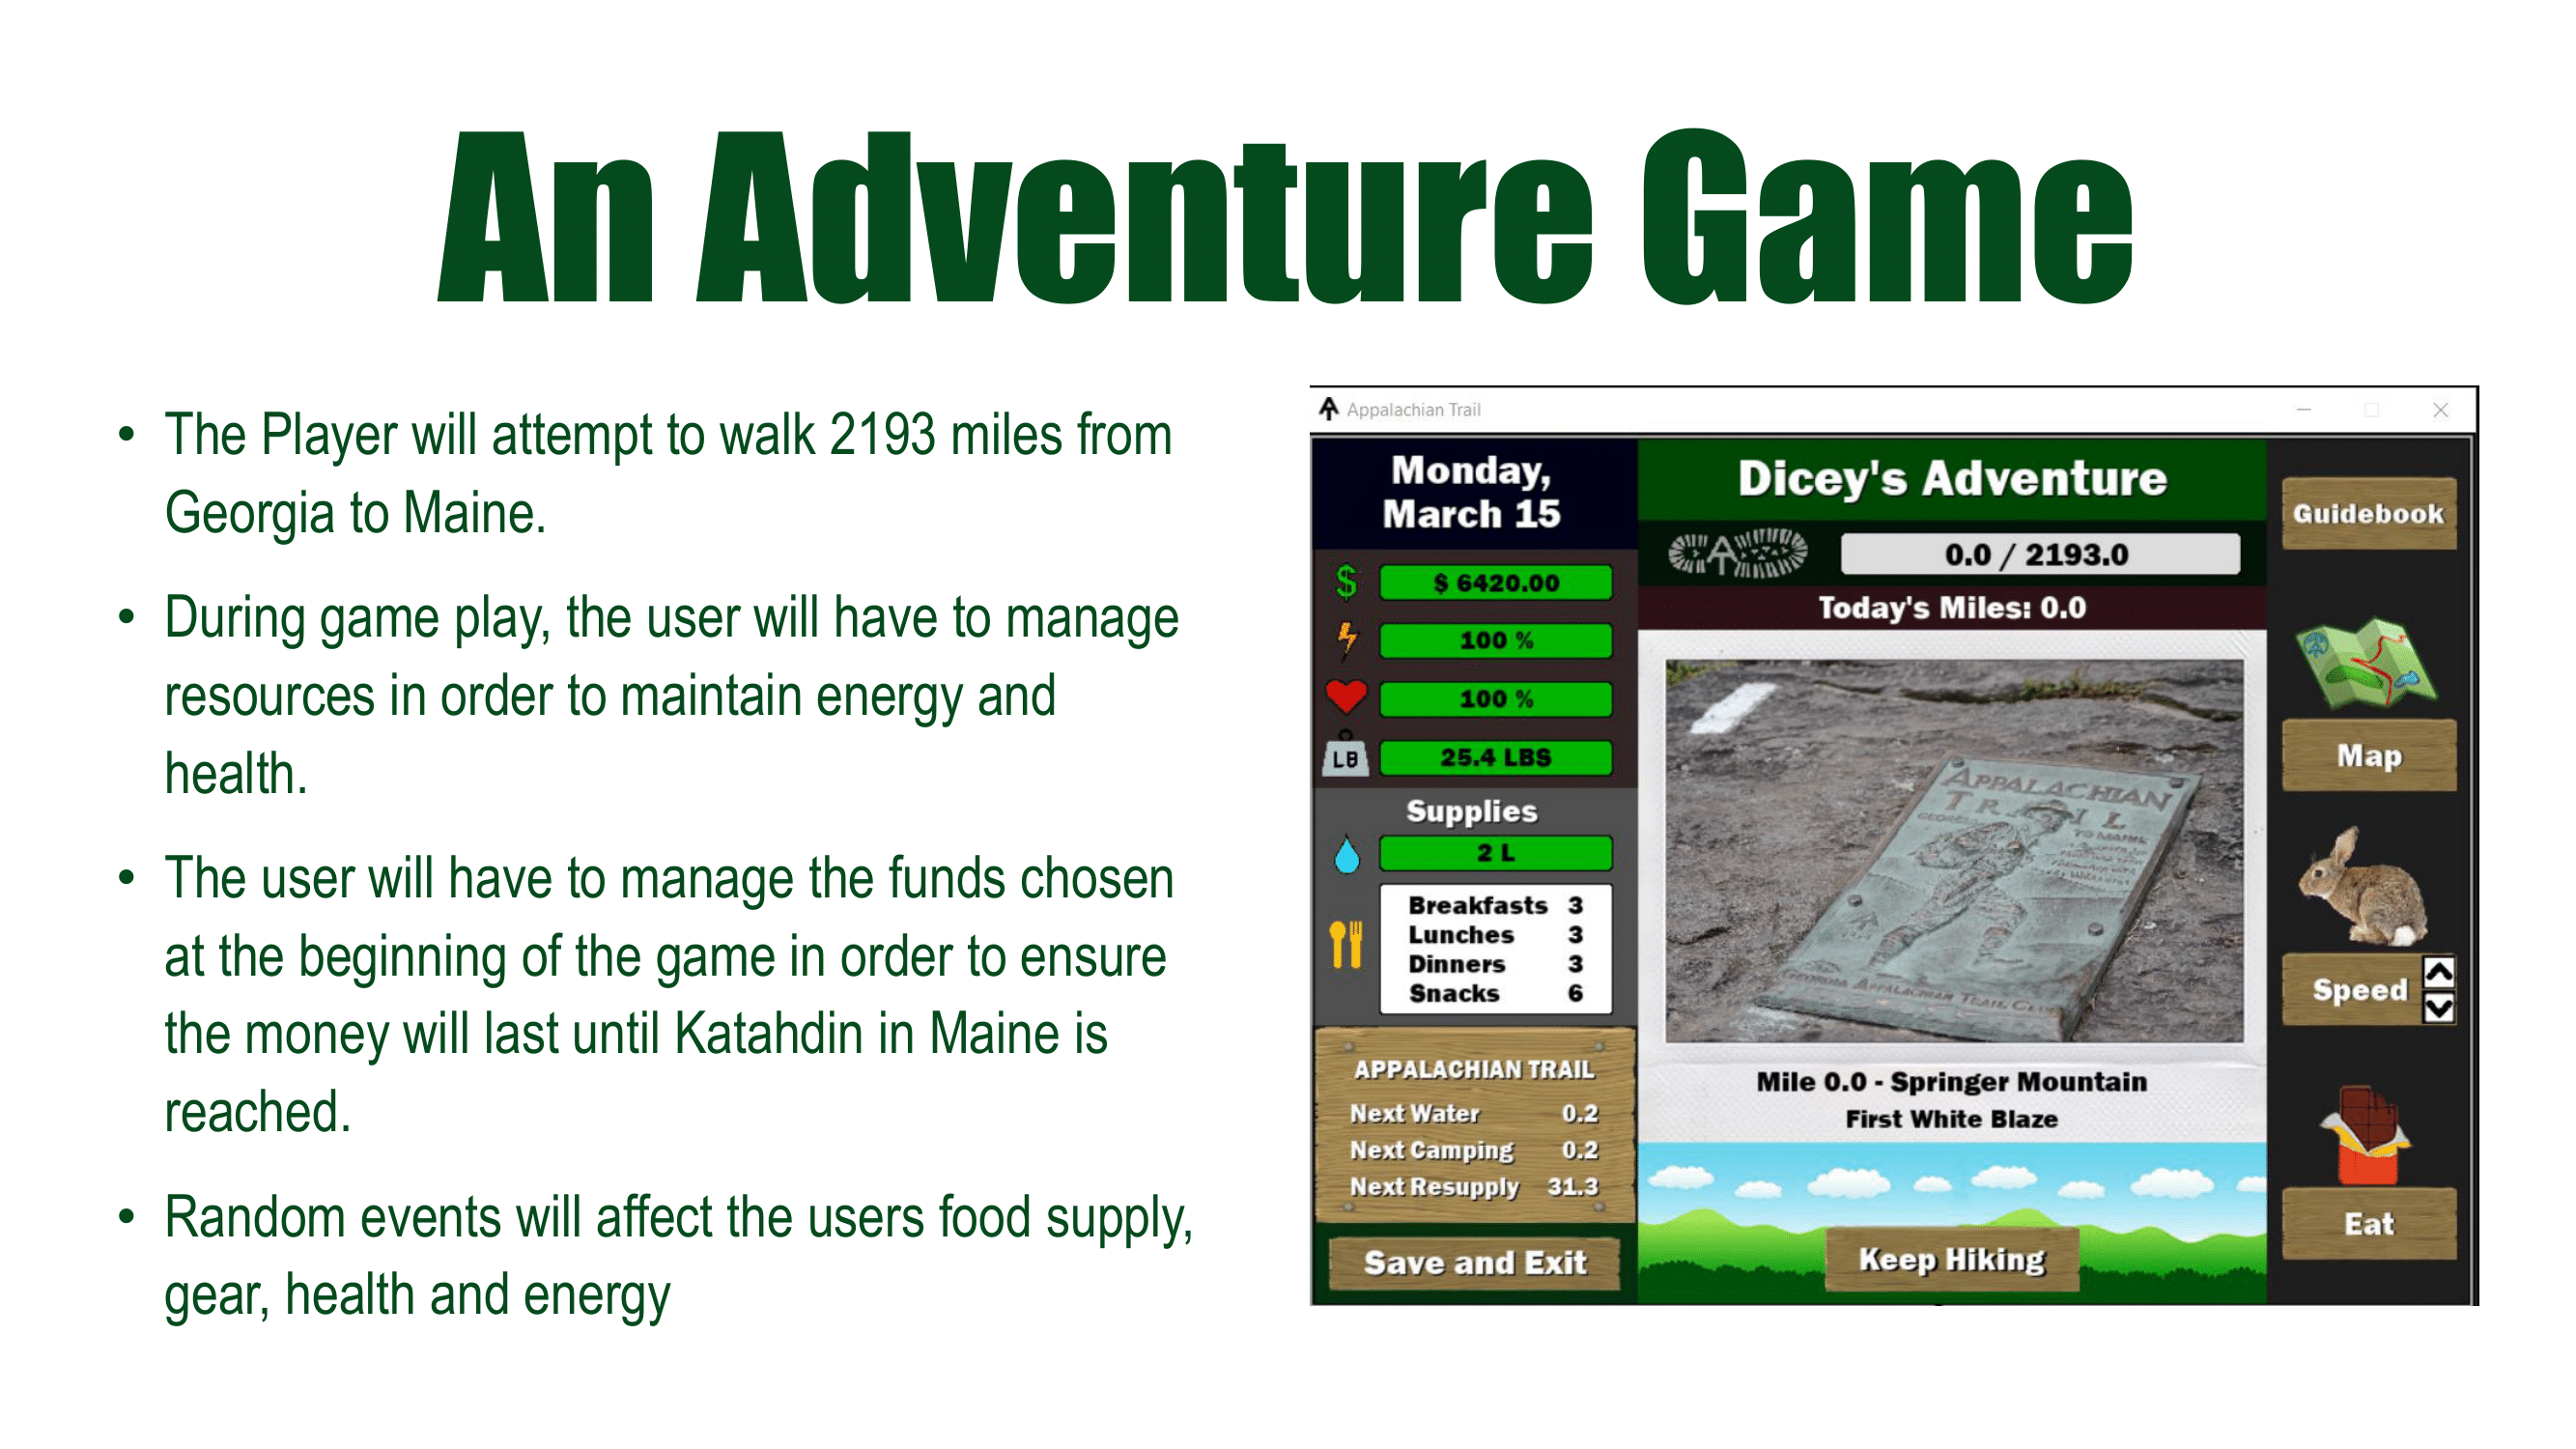 An Adventure Game
• The Player will attempt to walk 2193 miles from
Georgia to Maine.
• During game play, the user will have to manage
resources in order to maintain energy and
health.
• The user will have to manage the funds chosen
at the beginning of the game in order to ensure
the money will last until Katahdin in Maine is
reached.
• Random events will affect the users food supply,
gear, health and energy
Appalachian Trail
Monday,
March 15
$ $ 6420.00
100 %
100 %
LB 25.4 LBS
Supplies
2 L
Breakfasts 3
Lunches 3
Dinners 3
Snacks 6
APPALACHIAN TRAIL
Next Water 0.2
Next Camping 0.2
Next Resupply 31.3
Save and Exit
Dicey's Adventure
0.0 / 2193.0
Today's Miles: 0.0
APPALACHIAN
TRAIL
TO MAINE
GEORGIA APPALACHIAN TRAIL CLUB
Mile 0.0 - Springer Mountain
First White Blaze
Keep Hiking
Guidebook
Map
Speed
Eat